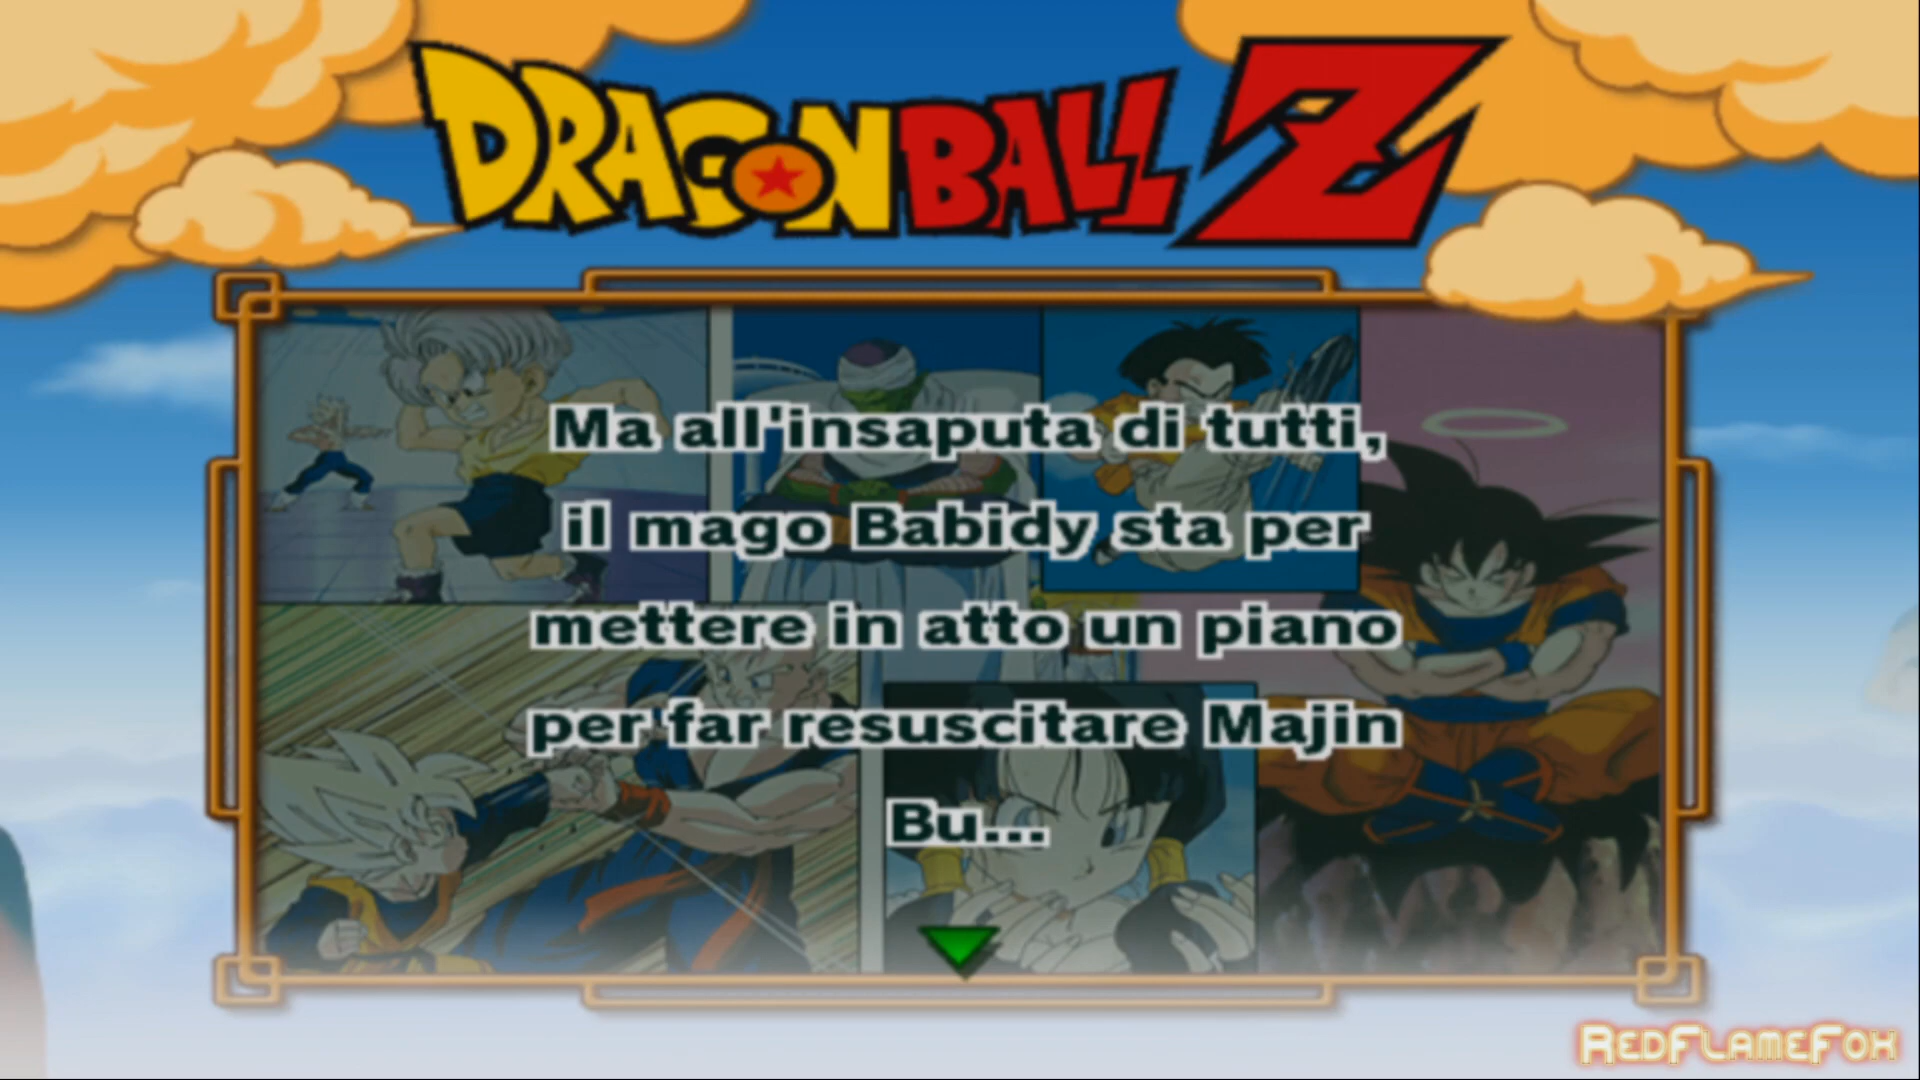 DRAGON BALL Z
Ma all'insaputa di tutti,
il mago Babidy sta per
mettere in atto un piano
per far resuscitare Majin
Bu...
REDFLAMEFOX